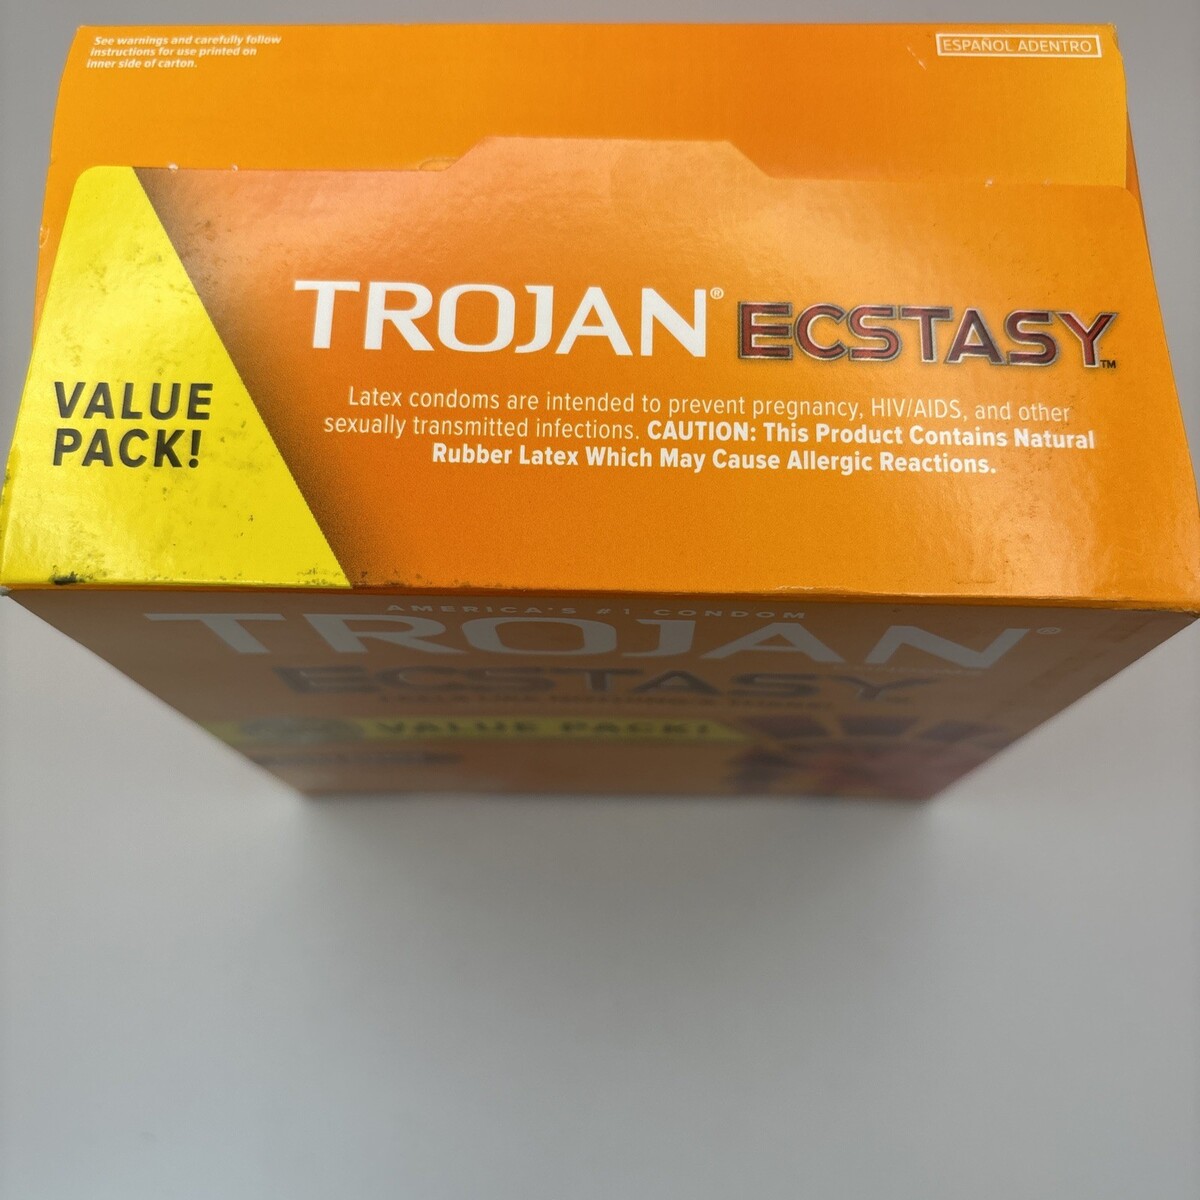 See warnings and carefully follow
instructions for use printed on
inner side of carton.
ESPAÑOL ADENTRO
TROJAN® ECSTASY™
VALUE
PACK!
Latex condoms are intended to prevent pregnancy, HIV/AIDS, and other
sexually transmitted infections. CAUTION: This Product Contains Natural
Rubber Latex Which May Cause Allergic Reactions.
AMERICA'S #1 CONDOM
TROJAN®
ECSTASY
VALUE PACK!